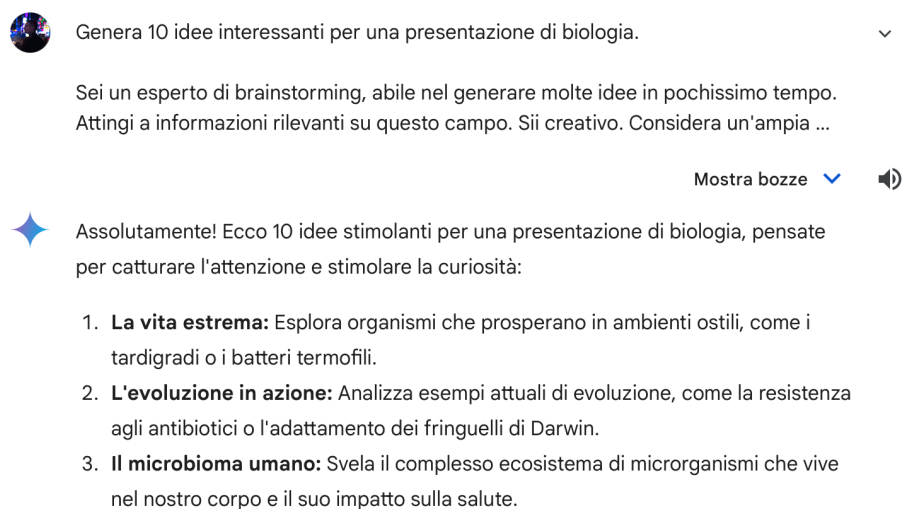 Genera 10 idee interessanti per una presentazione di biologia.
Sei un esperto di brainstorming, abile nel generare molte idee in pochissimo tempo.
Attingi a informazioni rilevanti su questo campo. Sii creativo. Considera un'ampia ...
Mostra bozze
Assolutamente! Ecco 10 idee stimolanti per una presentazione di biologia, pensate
per catturare l'attenzione e stimolare la curiosità:
1. La vita estrema: Esplora organismi che prosperano in ambienti ostili, come i
tardigradi o i batteri termofili.
2. L'evoluzione in azione: Analizza esempi attuali di evoluzione, come la resistenza
agli antibiotici o l'adattamento dei fringuelli di Darwin.
3. Il microbioma umano: Svela il complesso ecosistema di microrganismi che vive
nel nostro corpo e il suo impatto sulla salute.